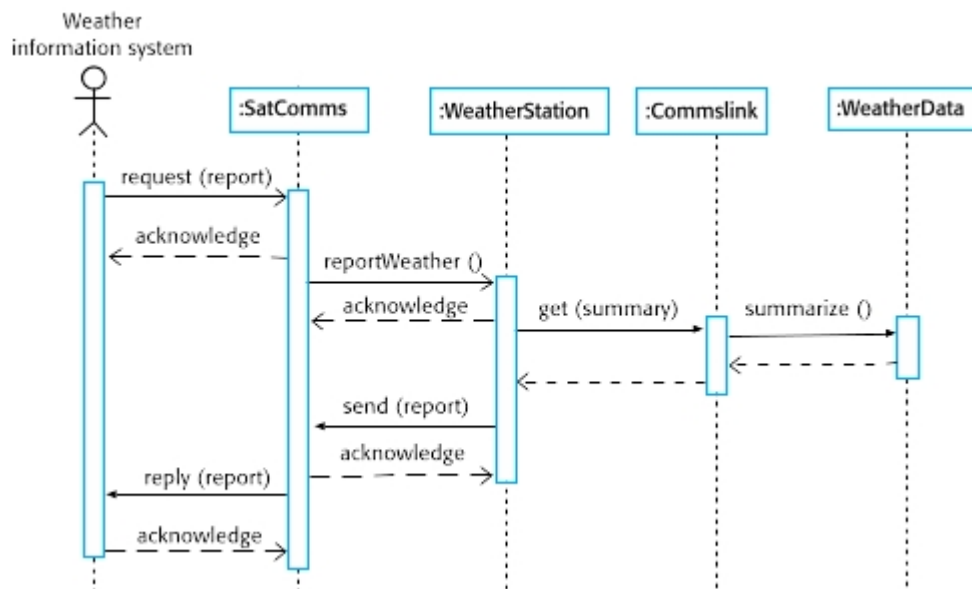 Weather
information system
:SatComms
:WeatherStation
:Commslink
:WeatherData
request (report)
acknowledge
reportWeather ()
acknowledge
get (summary)
summarize ()
send (report)
acknowledge
reply (report)
acknowledge